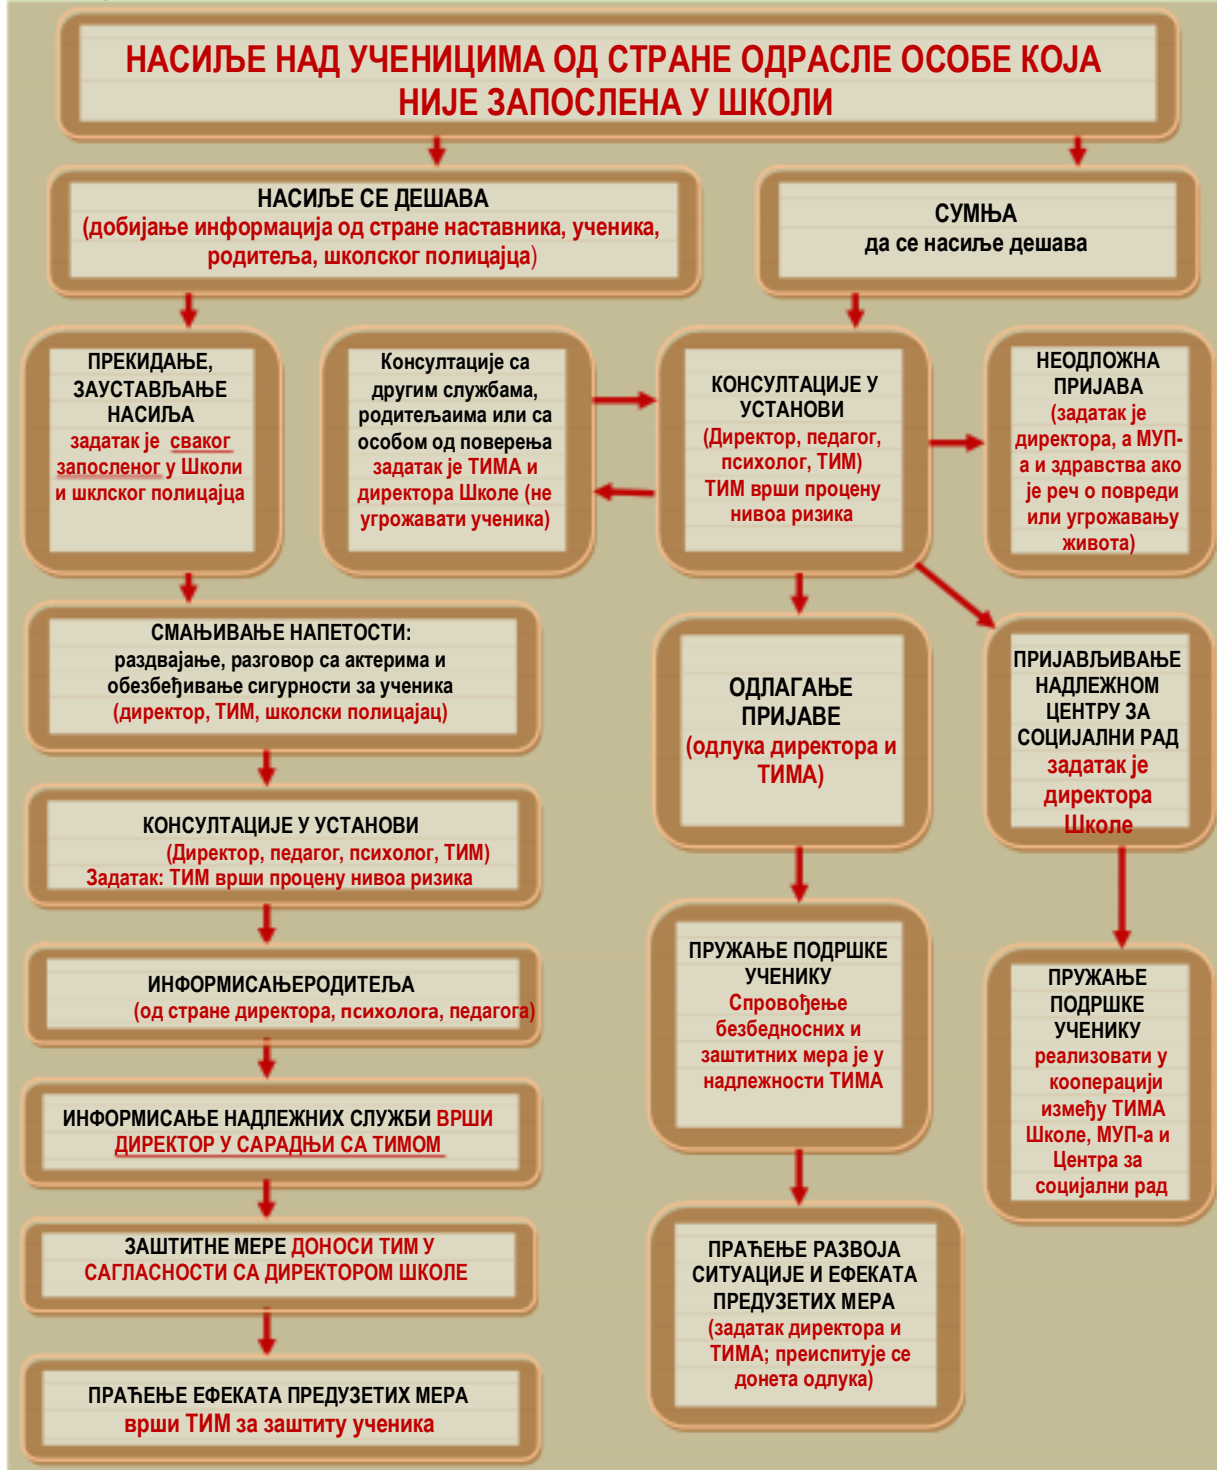 НАСИЉЕ НАД УЧЕНИЦИМА ОД СТРАНЕ ОДРАСЛЕ ОСОБЕ КОЈА
НИЈЕ ЗАПОСЛЕНА У ШКОЛИ
НАСИЉЕ СЕ ДЕШАВА
(добијање информација од стране наставника, ученика,
родитеља, школског полицајца)
СУМЊА
да се насиље дешава
ПРЕКИДАЊЕ,
ЗАУСТАВЉАЊЕ
НАСИЉА
задатак је сваког
запосленог у Школи
и шклског полицајца
Консултације са
другим службама,
родитељаима или са
особом од поверења
задатак је ТИМА и
директора Школе (не
угрожавати ученика)
КОНСУЛТАЦИЈЕ У
УСТАНОВИ
(Директор, педагог,
психолог, ТИМ)
ТИМ врши процену
нивоа ризика
НЕОДЛОЖНА
ПРИЈАВА
(задатак је
директора, а МУП-
а и здравства ако
је реч о повреди
или угрожавању
живота)
СМАЊИВАЊЕ НАПЕТОСТИ:
раздвајање, разговор са актерима и
обезбеђивање сигурности за ученика
(директор, ТИМ, школски полицајац)
ОДЛАГАЊЕ
ПРИЈАВЕ
(одлука директора и
ТИМА)
ПРИЈАВЉИВАЊЕ
НАДЛЕЖНОМ
ЦЕНТРУ ЗА
СОЦИЈАЛНИ РАД
задатак је
директора
Школе
КОНСУЛТАЦИЈЕ У УСТАНОВИ
(Директор, педагог, психолог, ТИМ)
Задатак: ТИМ врши процену нивоа ризика
ИНФОРМИСАЊЕРОДИТЕЉА
(од стране директора, психолога, педагога)
ПРУЖАЊЕ ПОДРШКЕ
УЧЕНИКУ
Спровођење
безбедносних и
заштитних мера је у
надлежности ТИМА
ПРУЖАЊЕ
ПОДРШКЕ
УЧЕНИКУ
реализовати у
кооперацији
између ТИМА
Школе, МУП-а и
Центра за
социјални рад
ИНФОРМИСАЊЕ НАДЛЕЖНИХ СЛУЖБИ ВРШИ
ДИРЕКТОР У САРАДЊИ СА ТИМОМ
ЗАШТИТНЕ МЕРЕ ДОНОСИ ТИМ У
САГЛАСНОСТИ СА ДИРЕКТОРОМ ШКОЛЕ
ПРАЋЕЊЕ РАЗВОЈА
СИТУАЦИЈЕ И ЕФЕКАТА
ПРЕДУЗЕТИХ МЕРА
(задатак директора и
ТИМА; преиспитује се
донета одлука)
ПРАЋЕЊЕ ЕФЕКАТА ПРЕДУЗЕТИХ МЕРА
врши ТИМ за заштиту ученика